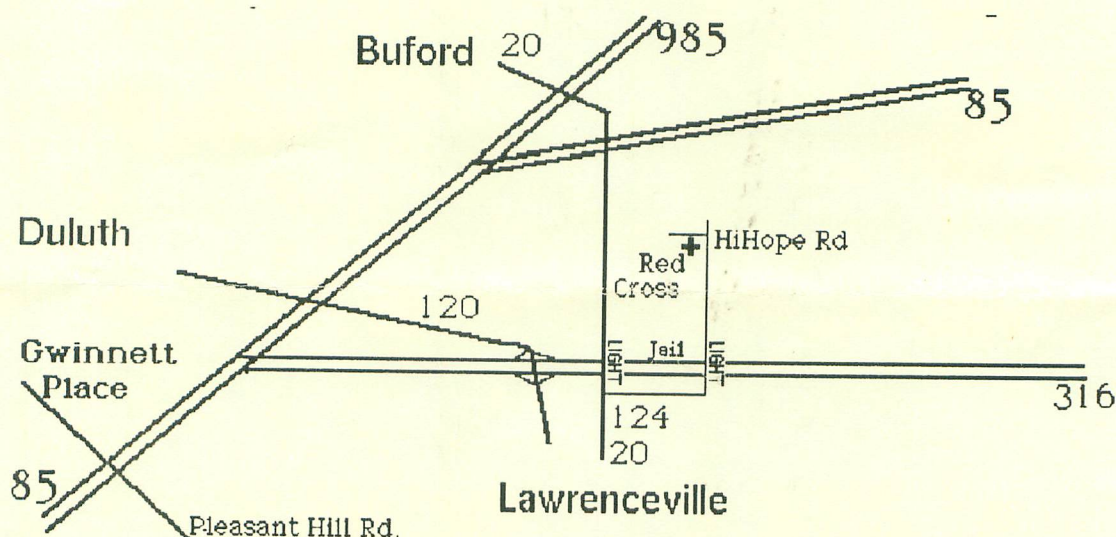 Buford 20
985
85
Duluth
HiHope Rd
Red
Cross
120
Gwinnett
Place
LIGHT
Jail
LIGHT
316
124
20
85
Lawrenceville
Pleasant Hill Rd.